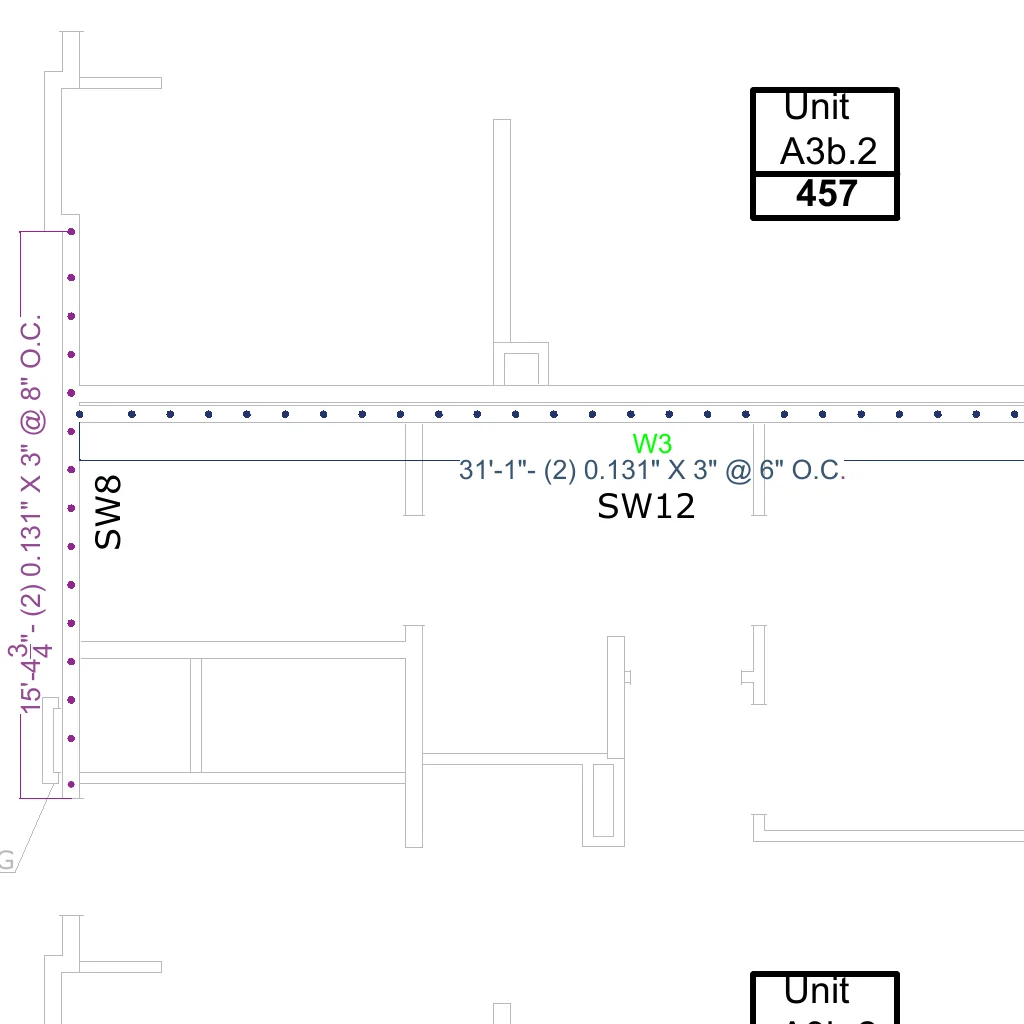 Unit
A3b.2
457
15'-4 3/4"- (2) 0.131" X 3" @ 8" O.C.
SW8
W3
31'-1"- (2) 0.131" X 3" @ 6" O.C.
SW12
G
Unit